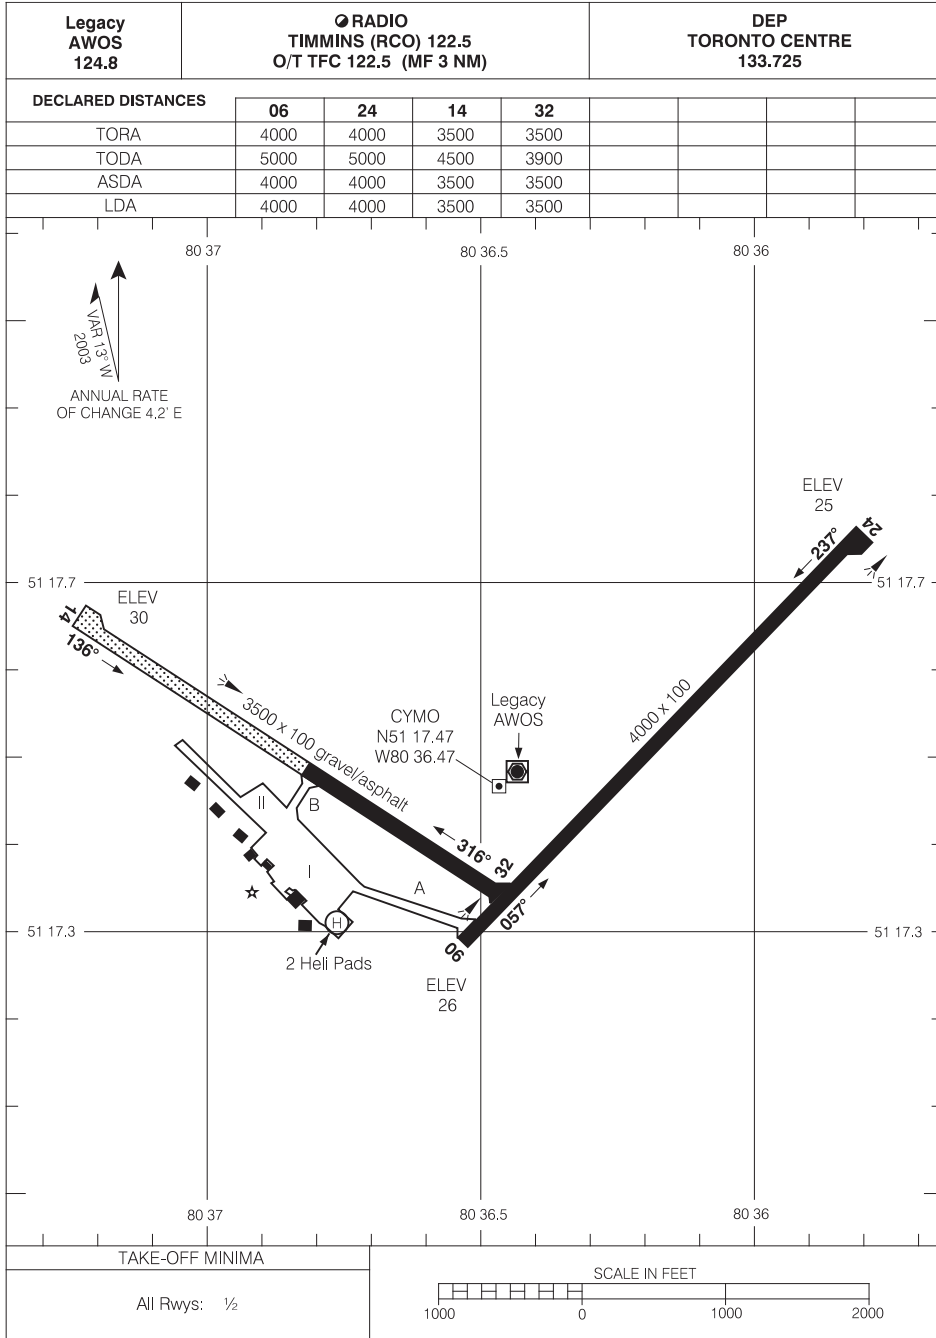 Legacy
AWOS
124.8
RADIO
TIMMINS (RCO) 122.5
O/T TFC 122.5 (MF 3 NM)
DEP
TORONTO CENTRE
133.725
DECLARED DISTANCES
06 24 14 32
TORA 4000 4000 3500 3500
TODA 5000 5000 4500 3900
ASDA 4000 4000 3500 3500
LDA 4000 4000 3500 3500
80 37 80 36.5 80 36
VAR 13° W
2003
ANNUAL RATE
OF CHANGE 4.2' E
ELEV
25
24
237°
51 17.7 51 17.7
ELEV
30
14
136°
3500 x 100 gravel/asphalt
4000 x 100
CYMO
N51 17.47
W80 36.47
Legacy
AWOS
II
B
316°
32
I
A
057°
H
51 17.3 51 17.3
06
2 Heli Pads
ELEV
26
80 37 80 36.5 80 36
TAKE-OFF MINIMA
All Rwys: ½
SCALE IN FEET
1000 0 1000 2000